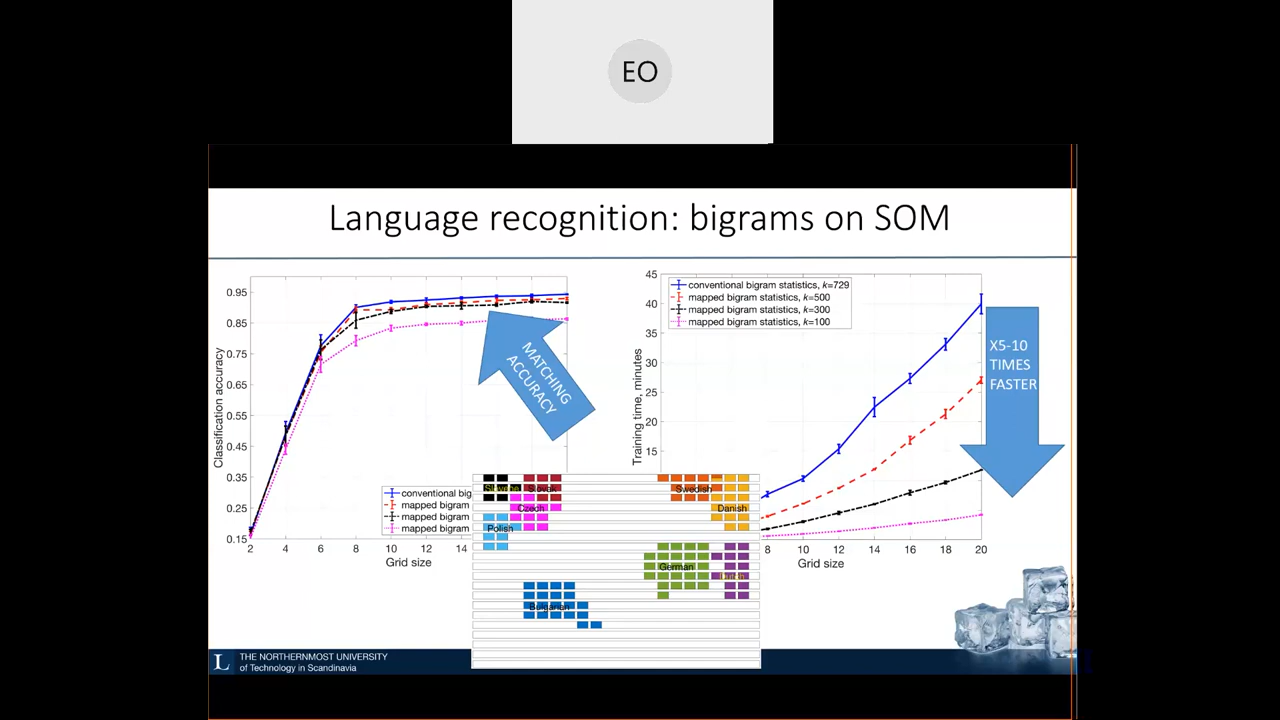 EO
Language recognition: bigrams on SOM
0.95
0.85
0.75
0.65
0.55
0.45
0.35
0.25
0.15
Classification accuracy
2 4 6 8 10 12 14
Grid size
conventional big
mapped bigram
mapped bigram
mapped bigram
MATCHING
ACCURACY
45
40
35
30
25
20
15
Training time, minutes
conventional bigram statistics, k=729
mapped bigram statistics, k=500
mapped bigram statistics, k=300
mapped bigram statistics, k=100
8 10 12 14 16 18 20
Grid size
X5-10
TIMES
FASTER
Slovene
Slovak
Czech
Polish
Swedish
Danish
German
Bulgarian
L
THE NORTHERNMOST UNIVERSITY
of Technology in Scandinavia